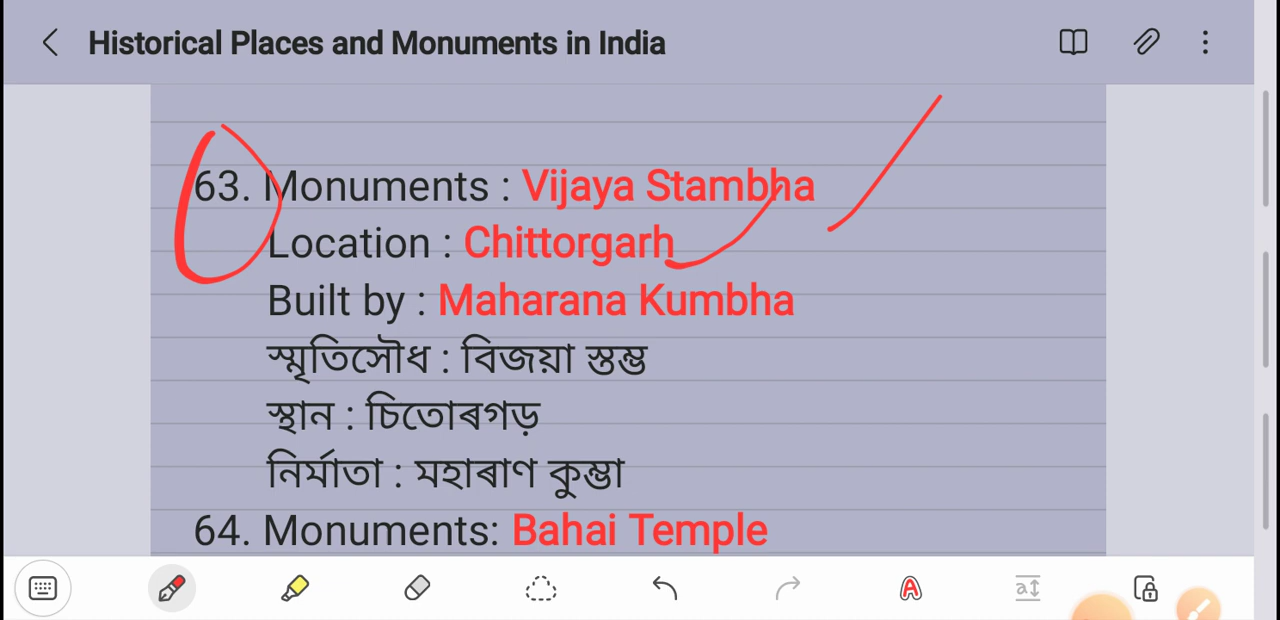 Historical Places and Monuments in India
63. Monuments : Vijaya Stambha
Location : Chittorgarh
Built by : Maharana Kumbha
স্মৃতিসৌধ : বিজয়া স্তম্ভ
স্থান : চিতোৰগড়
নিৰ্মাতা : মহাৰাণ কুম্ভা
64. Monuments: Bahai Temple